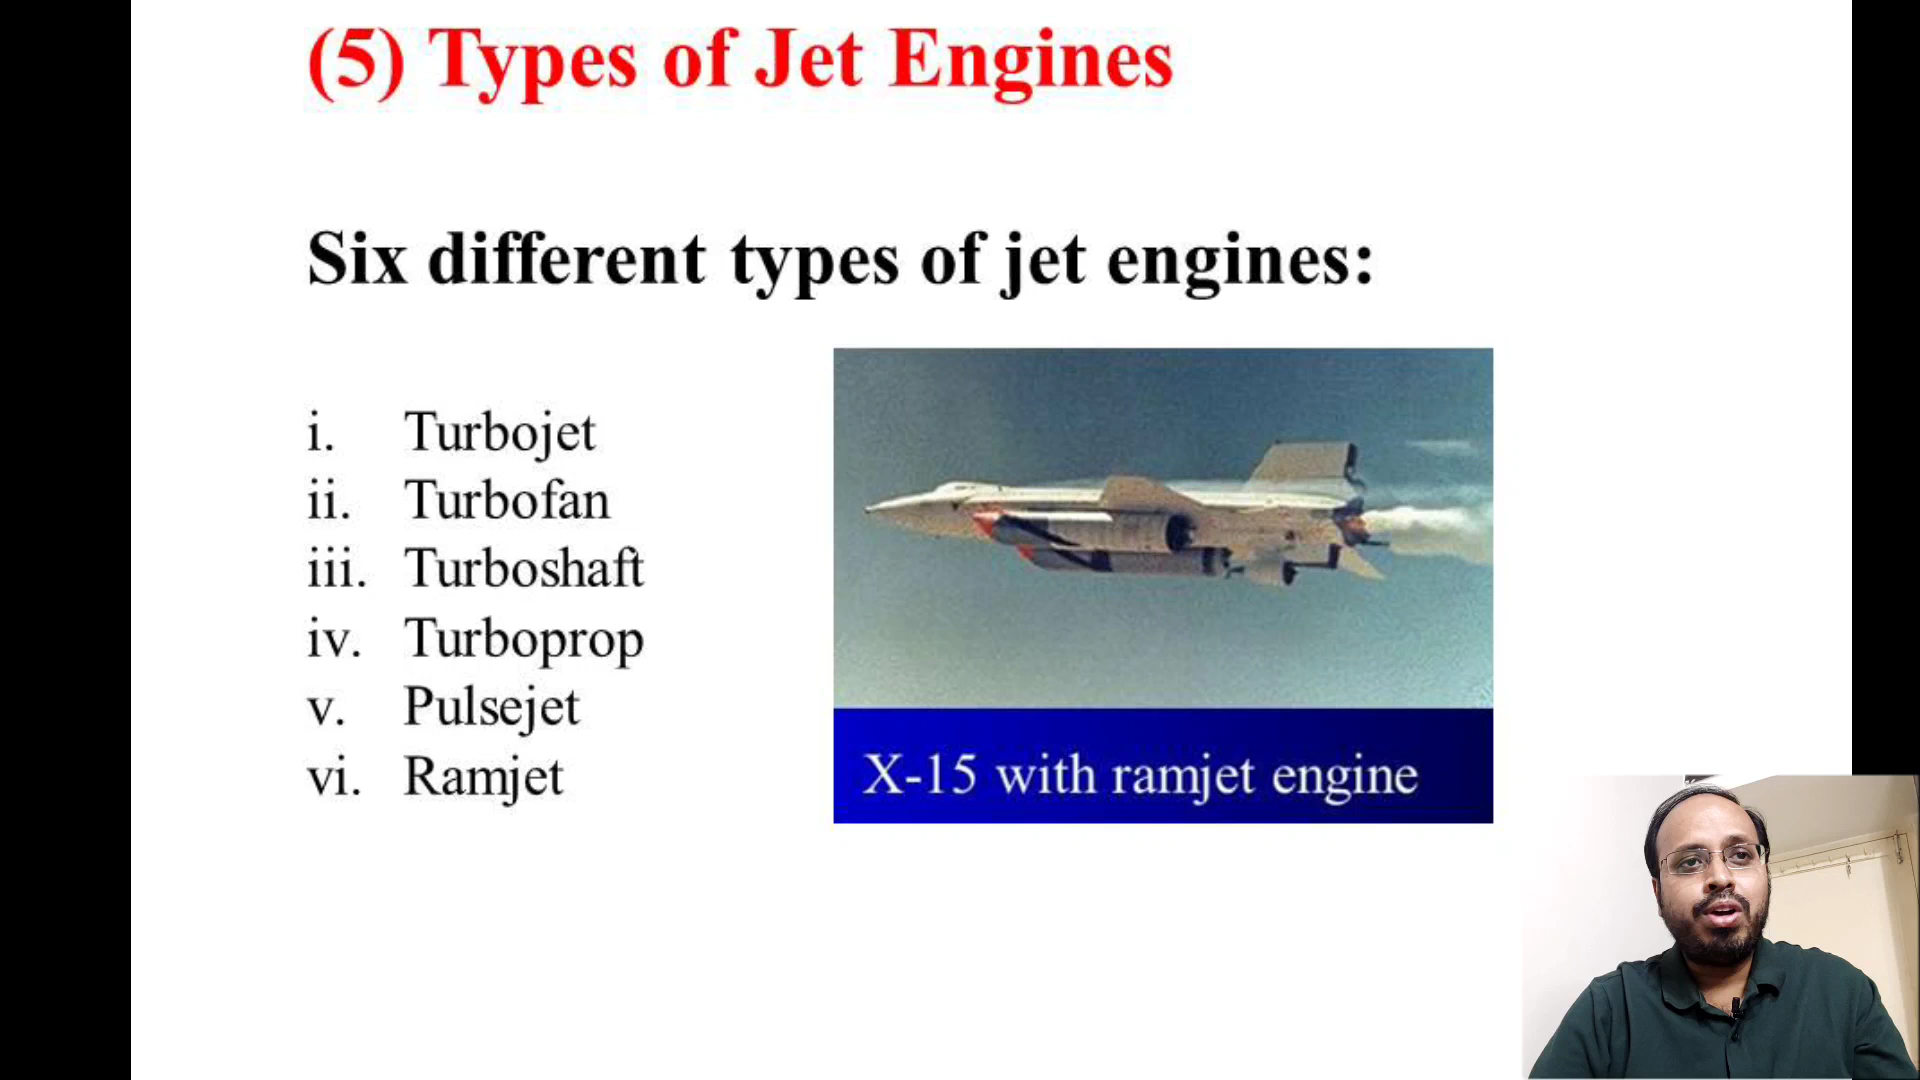 (5) Types of Jet Engines
Six different types of jet engines:
i. Turbojet
ii. Turbofan
iii. Turboshaft
iv. Turboprop
v. Pulsejet
vi. Ramjet
X-15 with ramjet engine